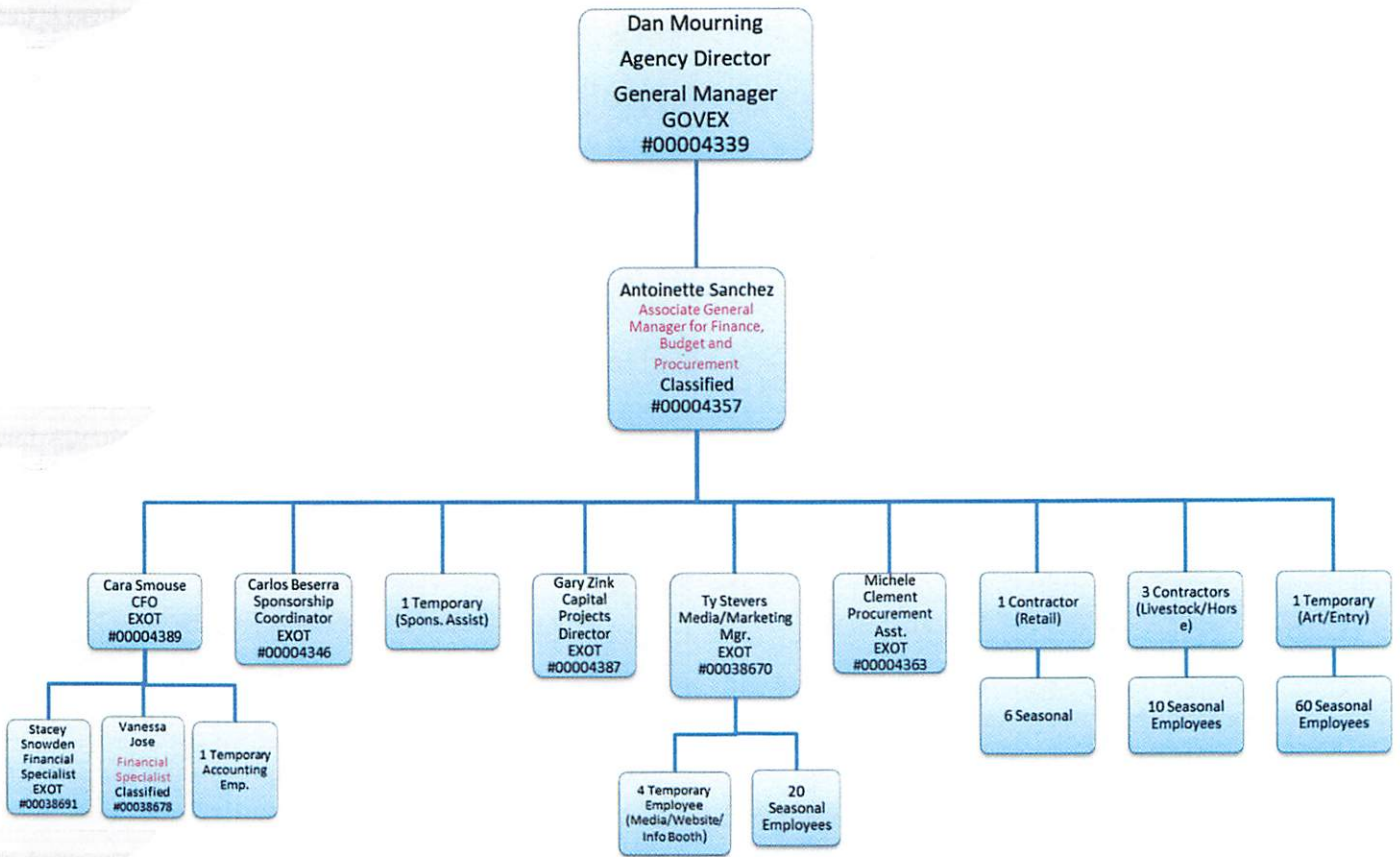 Dan Mourning
Agency Director
General Manager
GOVEX
#00004339
Antoinette Sanchez
Associate General
Manager for Finance,
Budget and
Procurement
Classified
#00004357
Cara Smouse
CFO
EXOT
#00004389
Carlos Beserra
Sponsorship
Coordinator
EXOT
#00004346
1 Temporary
(Spons. Assist)
Gary Zink
Capital
Projects
Director
EXOT
#00004387
Ty Stevers
Media/Marketing
Mgr.
EXOT
#00038670
Michele
Clement
Procurement
Asst.
EXOT
#00004363
1 Contractor
(Retail)
3 Contractors
(Livestock/Hors
e)
1 Temporary
(Art/Entry)
Stacey
Snowden
Financial
Specialist
EXOT
#00038691
Vanessa
Jose
Financial
Specialist
Classified
#00038678
1 Temporary
Accounting
Emp.
4 Temporary
Employee
(Media/Website/
Info Booth)
20
Seasonal
Employees
6 Seasonal
10 Seasonal
Employees
60 Seasonal
Employees